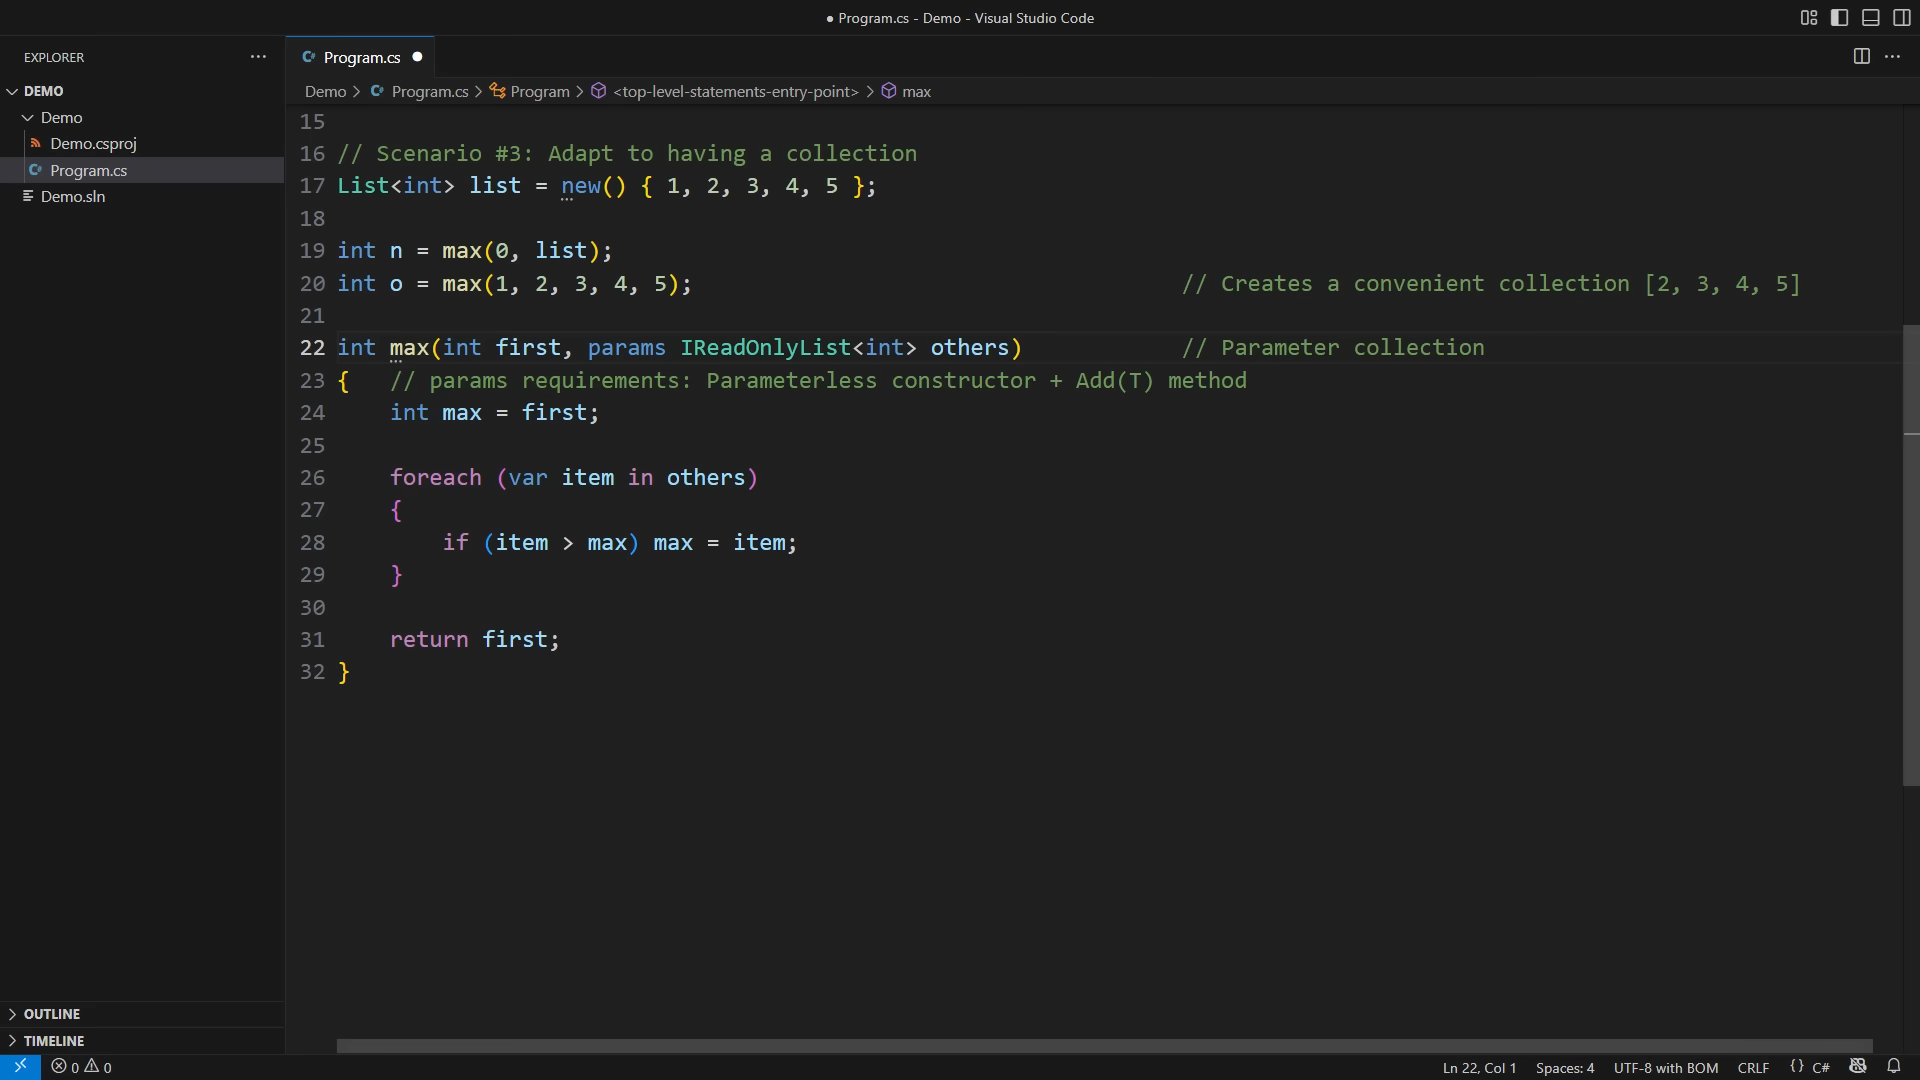 ● Program.cs - Demo - Visual Studio Code
EXPLORER
DEMO
Demo
Demo.csproj
Program.cs
Demo.sln
Program.cs
Demo > Program.cs > Program > <top-level-statements-entry-point> > max
15
16 // Scenario #3: Adapt to having a collection
17 List<int> list = new() { 1, 2, 3, 4, 5 };
18
19 int n = max(0, list);
20 int o = max(1, 2, 3, 4, 5); // Creates a convenient collection [2, 3, 4, 5]
21
22 int max(int first, params IReadOnlyList<int> others) // Parameter collection
23 { // params requirements: Parameterless constructor + Add(T) method
24 int max = first;
25
26 foreach (var item in others)
27 {
28 if (item > max) max = item;
29 }
30
31 return first;
32 }
OUTLINE
TIMELINE
0 0 Ln 22, Col 1 Spaces: 4 UTF-8 with BOM CRLF {} C#